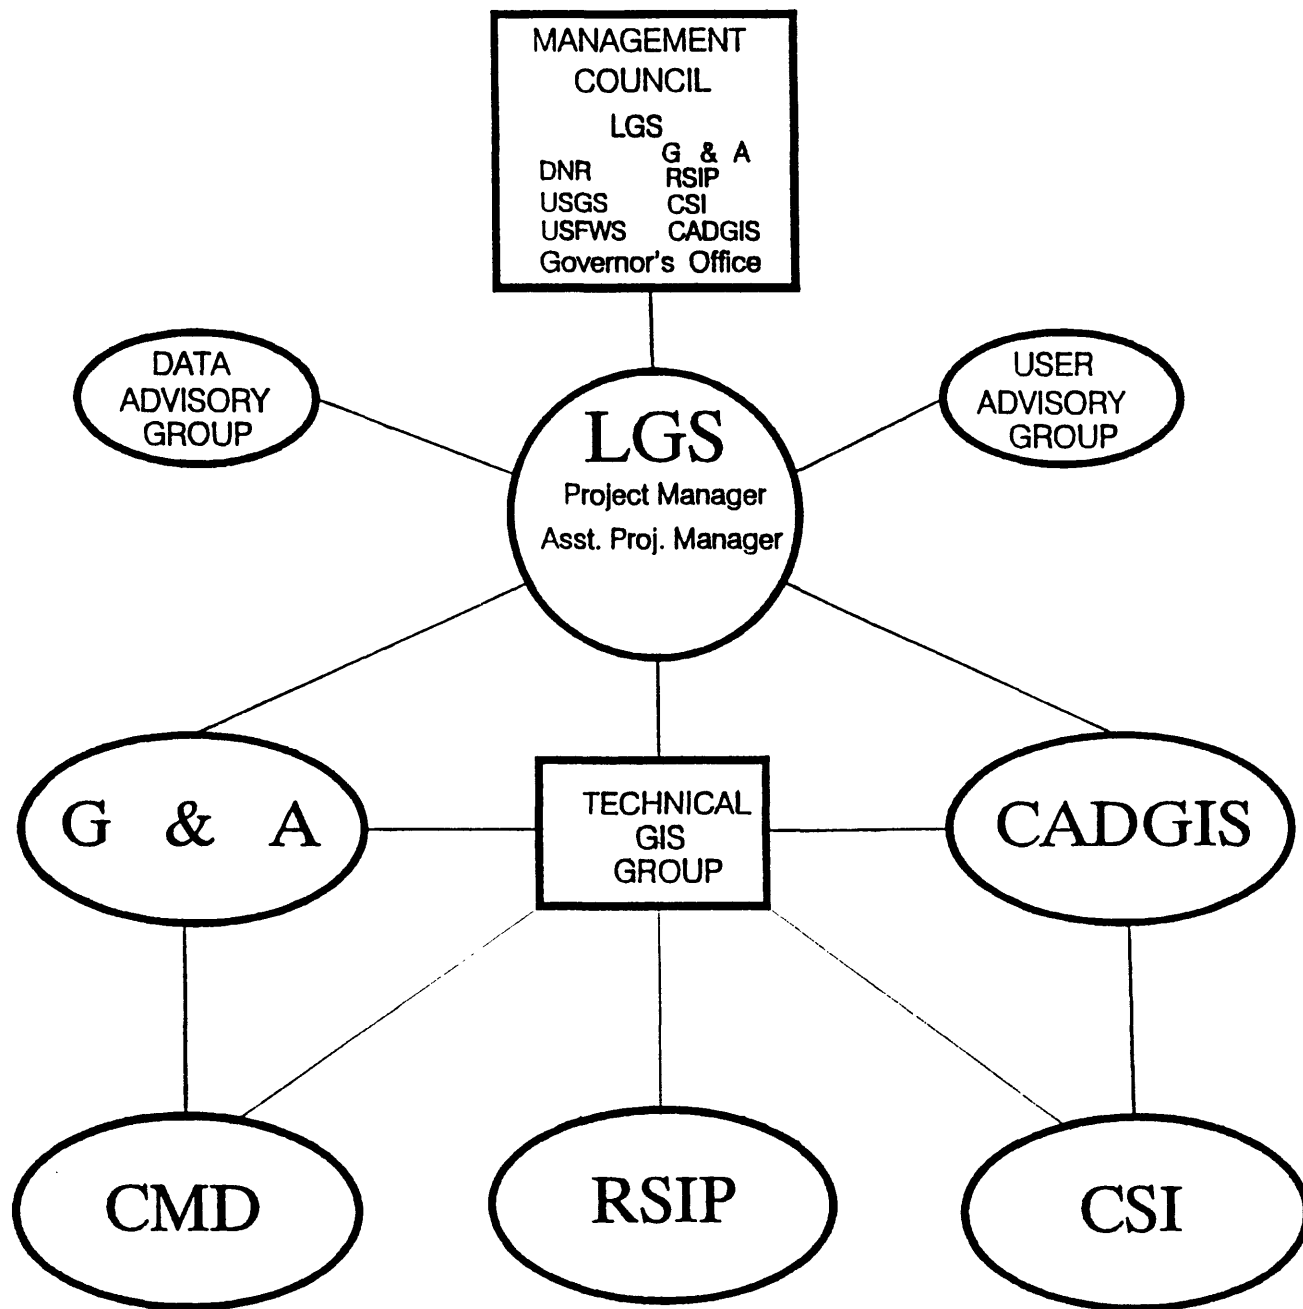 MANAGEMENT
COUNCIL
LGS
G & A
DNR RSIP
USGS CSI
USFWS CADGIS
Governor's Office
DATA
ADVISORY
GROUP
USER
ADVISORY
GROUP
LGS
Project Manager
Asst. Proj. Manager
G & A
TECHNICAL
GIS
GROUP
CADGIS
CMD
RSIP
CSI